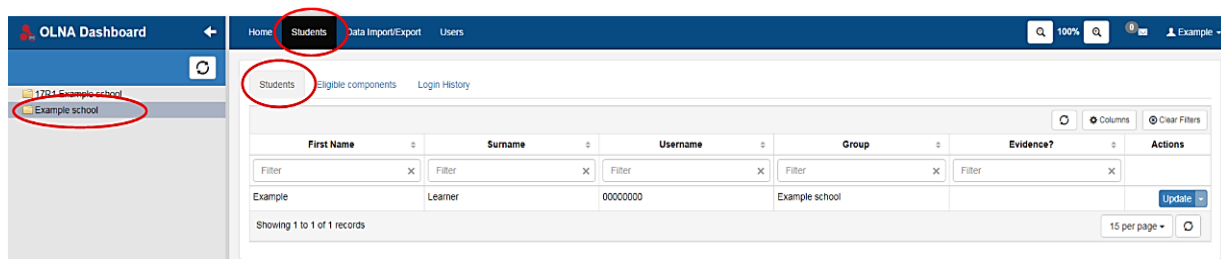 OLNA Dashboard
Home Students Data Import/Export Users 100% 0 Example
Students Eligible components Login History
17R1 Example school
Example school
Columns Clear Filters
First Name Surname Username Group Evidence? Actions
Filter Filter Filter Filter Filter
Example Learner 00000000 Example school Update
Showing 1 to 1 of 1 records 15 per page